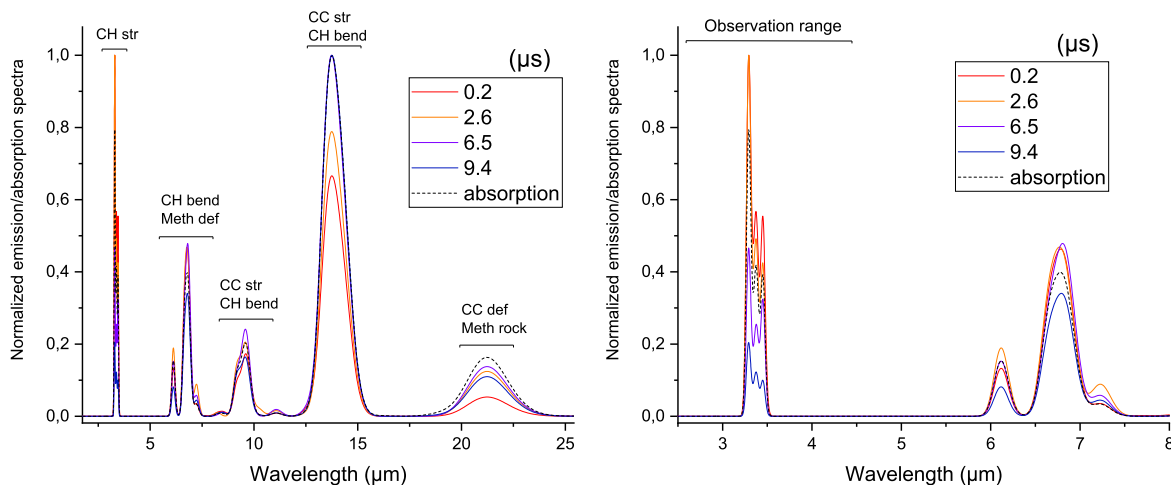 CH str
CC str
CH bend
CH bend
Meth def
CC str
CH bend
CC def
Meth rock
(µs)
0.2
2.6
6.5
9.4
absorption
1,0
0,8
0,6
0,4
0,2
0,0
5
10
15
20
25
Normalized emission/absorption spectra
Wavelength (µm)
Observation range
(µs)
0.2
2.6
6.5
9.4
absorption
1,0
0,8
0,6
0,4
0,2
0,0
3
4
5
6
7
8
Normalized emission/absorption spectra
Wavelength (µm)